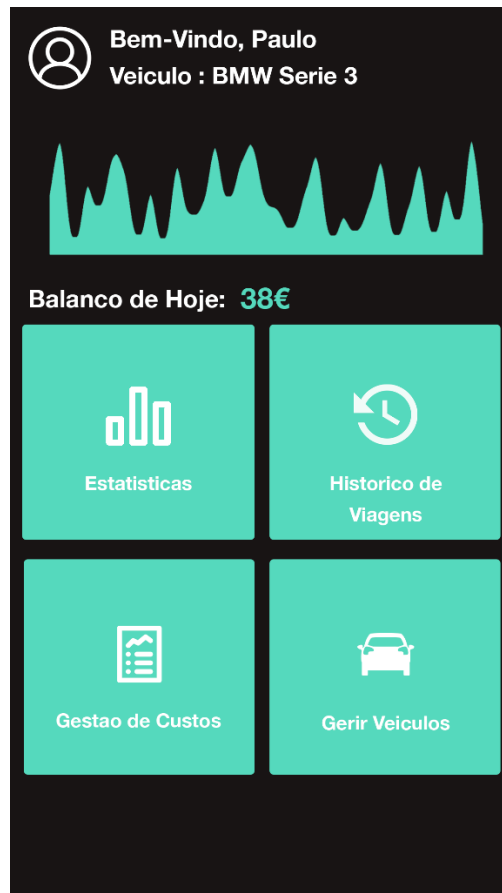 Bem-Vindo, Paulo
Veiculo : BMW Serie 3
Balanco de Hoje: 38€
Estatisticas
Historico de
Viagens
Gestao de Custos
Gerir Veiculos